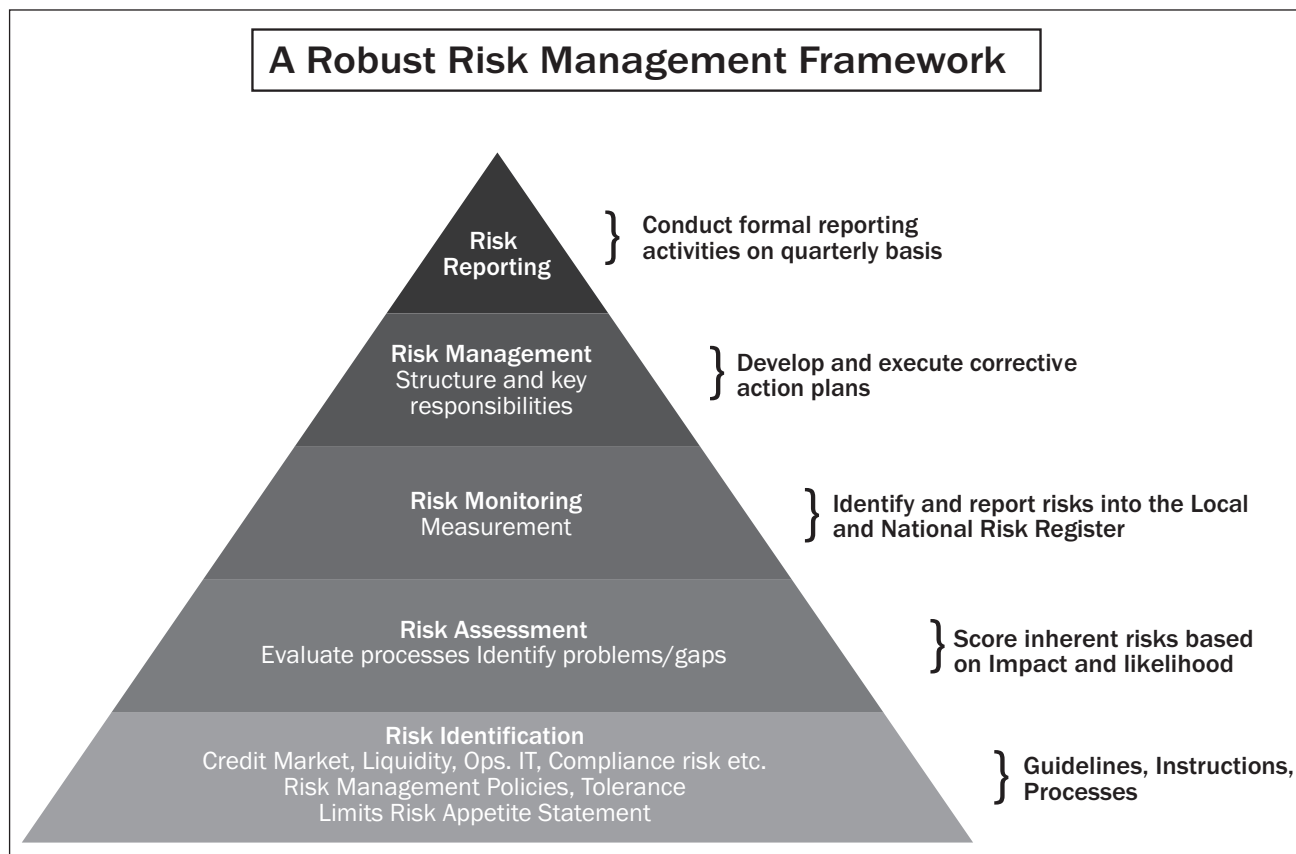 A Robust Risk Management Framework
Risk
Reporting
} Conduct formal reporting
activities on quarterly basis
Risk Management
Structure and key
responsibilities
} Develop and execute corrective
action plans
Risk Monitoring
Measurement
} Identify and report risks into the Local
and National Risk Register
Risk Assessment
Evaluate processes Identify problems/gaps
} Score inherent risks based
on Impact and likelihood
Risk Identification
Credit Market, Liquidity, Ops. IT, Compliance risk etc.
Risk Management Policies, Tolerance
Limits Risk Appetite Statement
} Guidelines, Instructions,
Processes